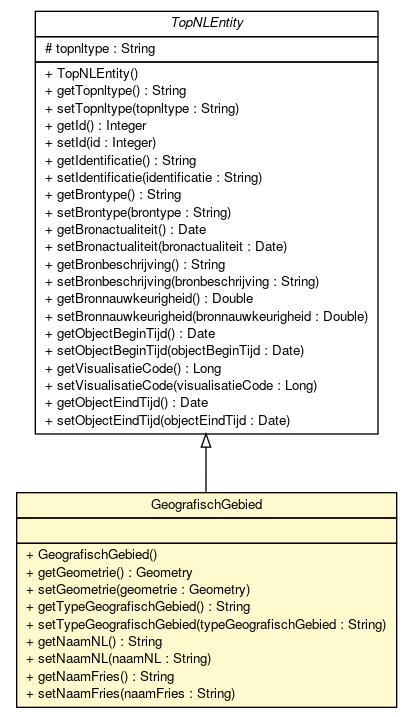 TopNLEntity
# topnltype : String
+ TopNLEntity()
+ getTopnltype() : String
+ setTopnltype(topnltype : String)
+ getId() : Integer
+ setId(id : Integer)
+ getIdentificatie() : String
+ setIdentificatie(identificatie : String)
+ getBrontype() : String
+ setBrontype(brontype : String)
+ getBronactualiteit() : Date
+ setBronactualiteit(bronactualiteit : Date)
+ getBronbeschrijving() : String
+ setBronbeschrijving(bronbeschrijving : String)
+ getBronnauwkeurigheid() : Double
+ setBronnauwkeurigheid(bronnauwkeurigheid : Double)
+ getObjectBeginTijd() : Date
+ setObjectBeginTijd(objectBeginTijd : Date)
+ getVisualisatieCode() : Long
+ setVisualisatieCode(visualisatieCode : Long)
+ getObjectEindTijd() : Date
+ setObjectEindTijd(objectEindTijd : Date)
GeografischGebied
+ GeografischGebied()
+ getGeometrie() : Geometry
+ setGeometrie(geometrie : Geometry)
+ getTypeGeografischGebied() : String
+ setTypeGeografischGebied(typeGeografischGebied : String)
+ getNaamNL() : String
+ setNaamNL(naamNL : String)
+ getNaamFries() : String
+ setNaamFries(naamFries : String)